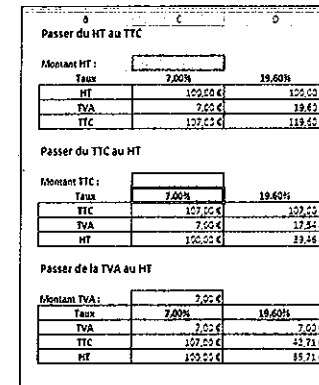 B C D
Passer du HT au TTC
Montant HT :
Taux 7,00% 19,60%
HT 100,00 € 100,00
TVA 7,00 € 19,60
TTC 107,00 € 119,60
Passer du TTC au HT
Montant TTC :
Taux 7,00% 19,60%
TTC 107,00 € 107,00
TVA 7,00 € 17,54
HT 100,00 € 89,46
Passer de la TVA au HT
Montant TVA : 7,00 €
Taux 7,00% 19,60%
TVA 7,00 € 7,00
TTC 107,00 € 42,71
HT 100,00 € 35,71